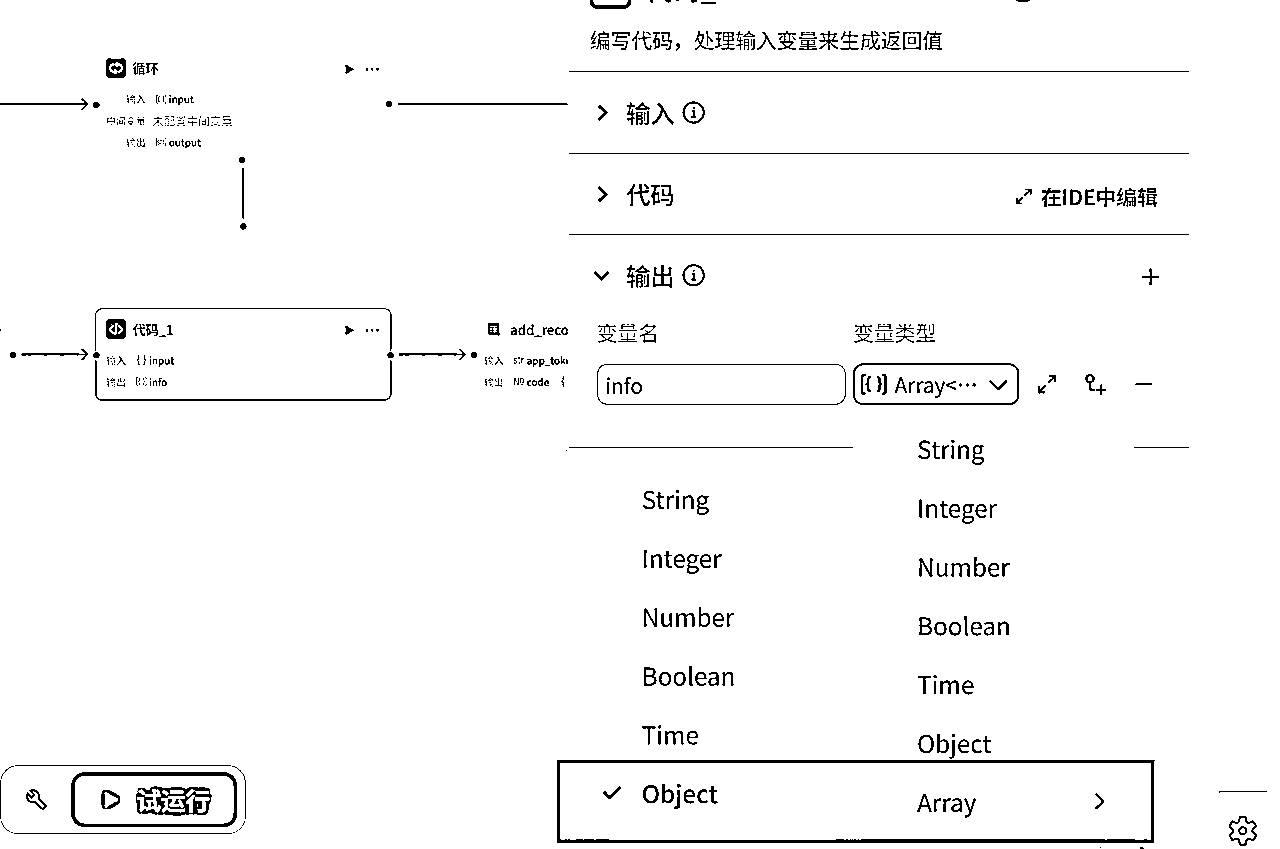 编写代码，处理输入变量来生成返回值
循环
输入 input
中间变量 未配置中间变量
输出 output
输入
代码
在IDE中编辑
输出
变量名 变量类型
代码_1
输入 input
输出 info
add_reco
输入 str app_tok
输出 code
info
Array<···
String
Integer
Number
Boolean
Time
Object
String
Integer
Number
Boolean
Time
Object
Array
试运行